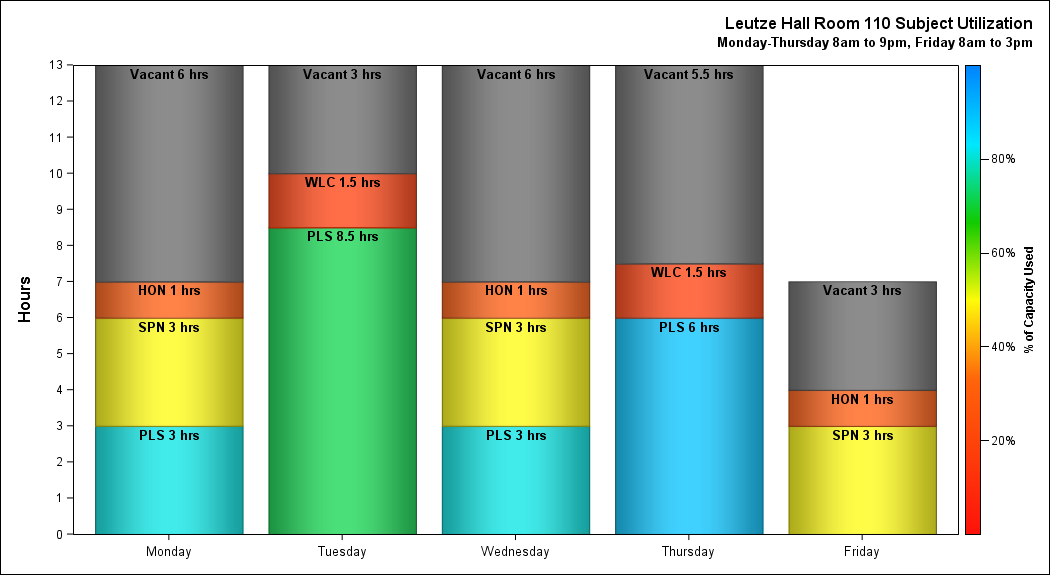 Leutze Hall Room 110 Subject Utilization
Monday-Thursday 8am to 9pm, Friday 8am to 3pm
Hours
13
12
11
10
9
8
7
6
5
4
3
2
1
0
Vacant 6 hrs
HON 1 hrs
SPN 3 hrs
PLS 3 hrs
Vacant 3 hrs
WLC 1.5 hrs
PLS 8.5 hrs
Vacant 6 hrs
HON 1 hrs
SPN 3 hrs
PLS 3 hrs
Vacant 5.5 hrs
WLC 1.5 hrs
PLS 6 hrs
Vacant 3 hrs
HON 1 hrs
SPN 3 hrs
Monday
Tuesday
Wednesday
Thursday
Friday
80%
60%
40%
20%
% of Capacity Used